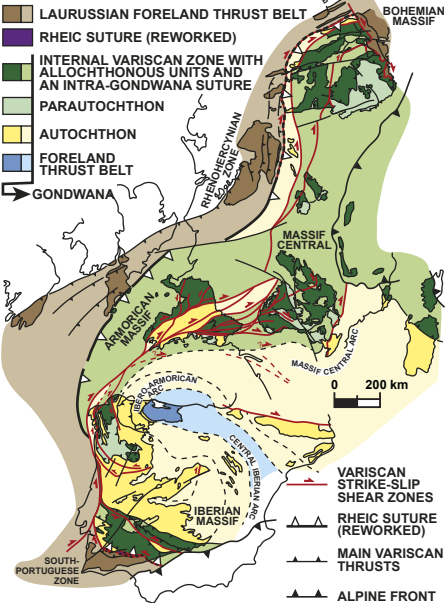 LAURUSSIAN FORELAND THRUST BELT
RHEIC SUTURE (REWORKED)
INTERNAL VARISCAN ZONE WITH
ALLOCHTHONOUS UNITS AND
AN INTRA-GONDWANA SUTURE
PARAUTOCHTHON
AUTOCHTHON
FORELAND
THRUST BELT
GONDWANA
BOHEMIAN
MASSIF
RHENOHERCYNIAN
ZONE
MASSIF
CENTRAL
ARMORICAN
MASSIF
MASSIF CENTRAL ARC
0 200 km
IBERO-ARMORICAN
ARC
CENTRAL IBERIAN ARC
IBERIAN
MASSIF
SOUTH-
PORTUGUESE
ZONE
VARISCAN
STRIKE-SLIP
SHEAR ZONES
RHEIC SUTURE
(REWORKED)
MAIN VARISCAN
THRUSTS
ALPINE FRONT